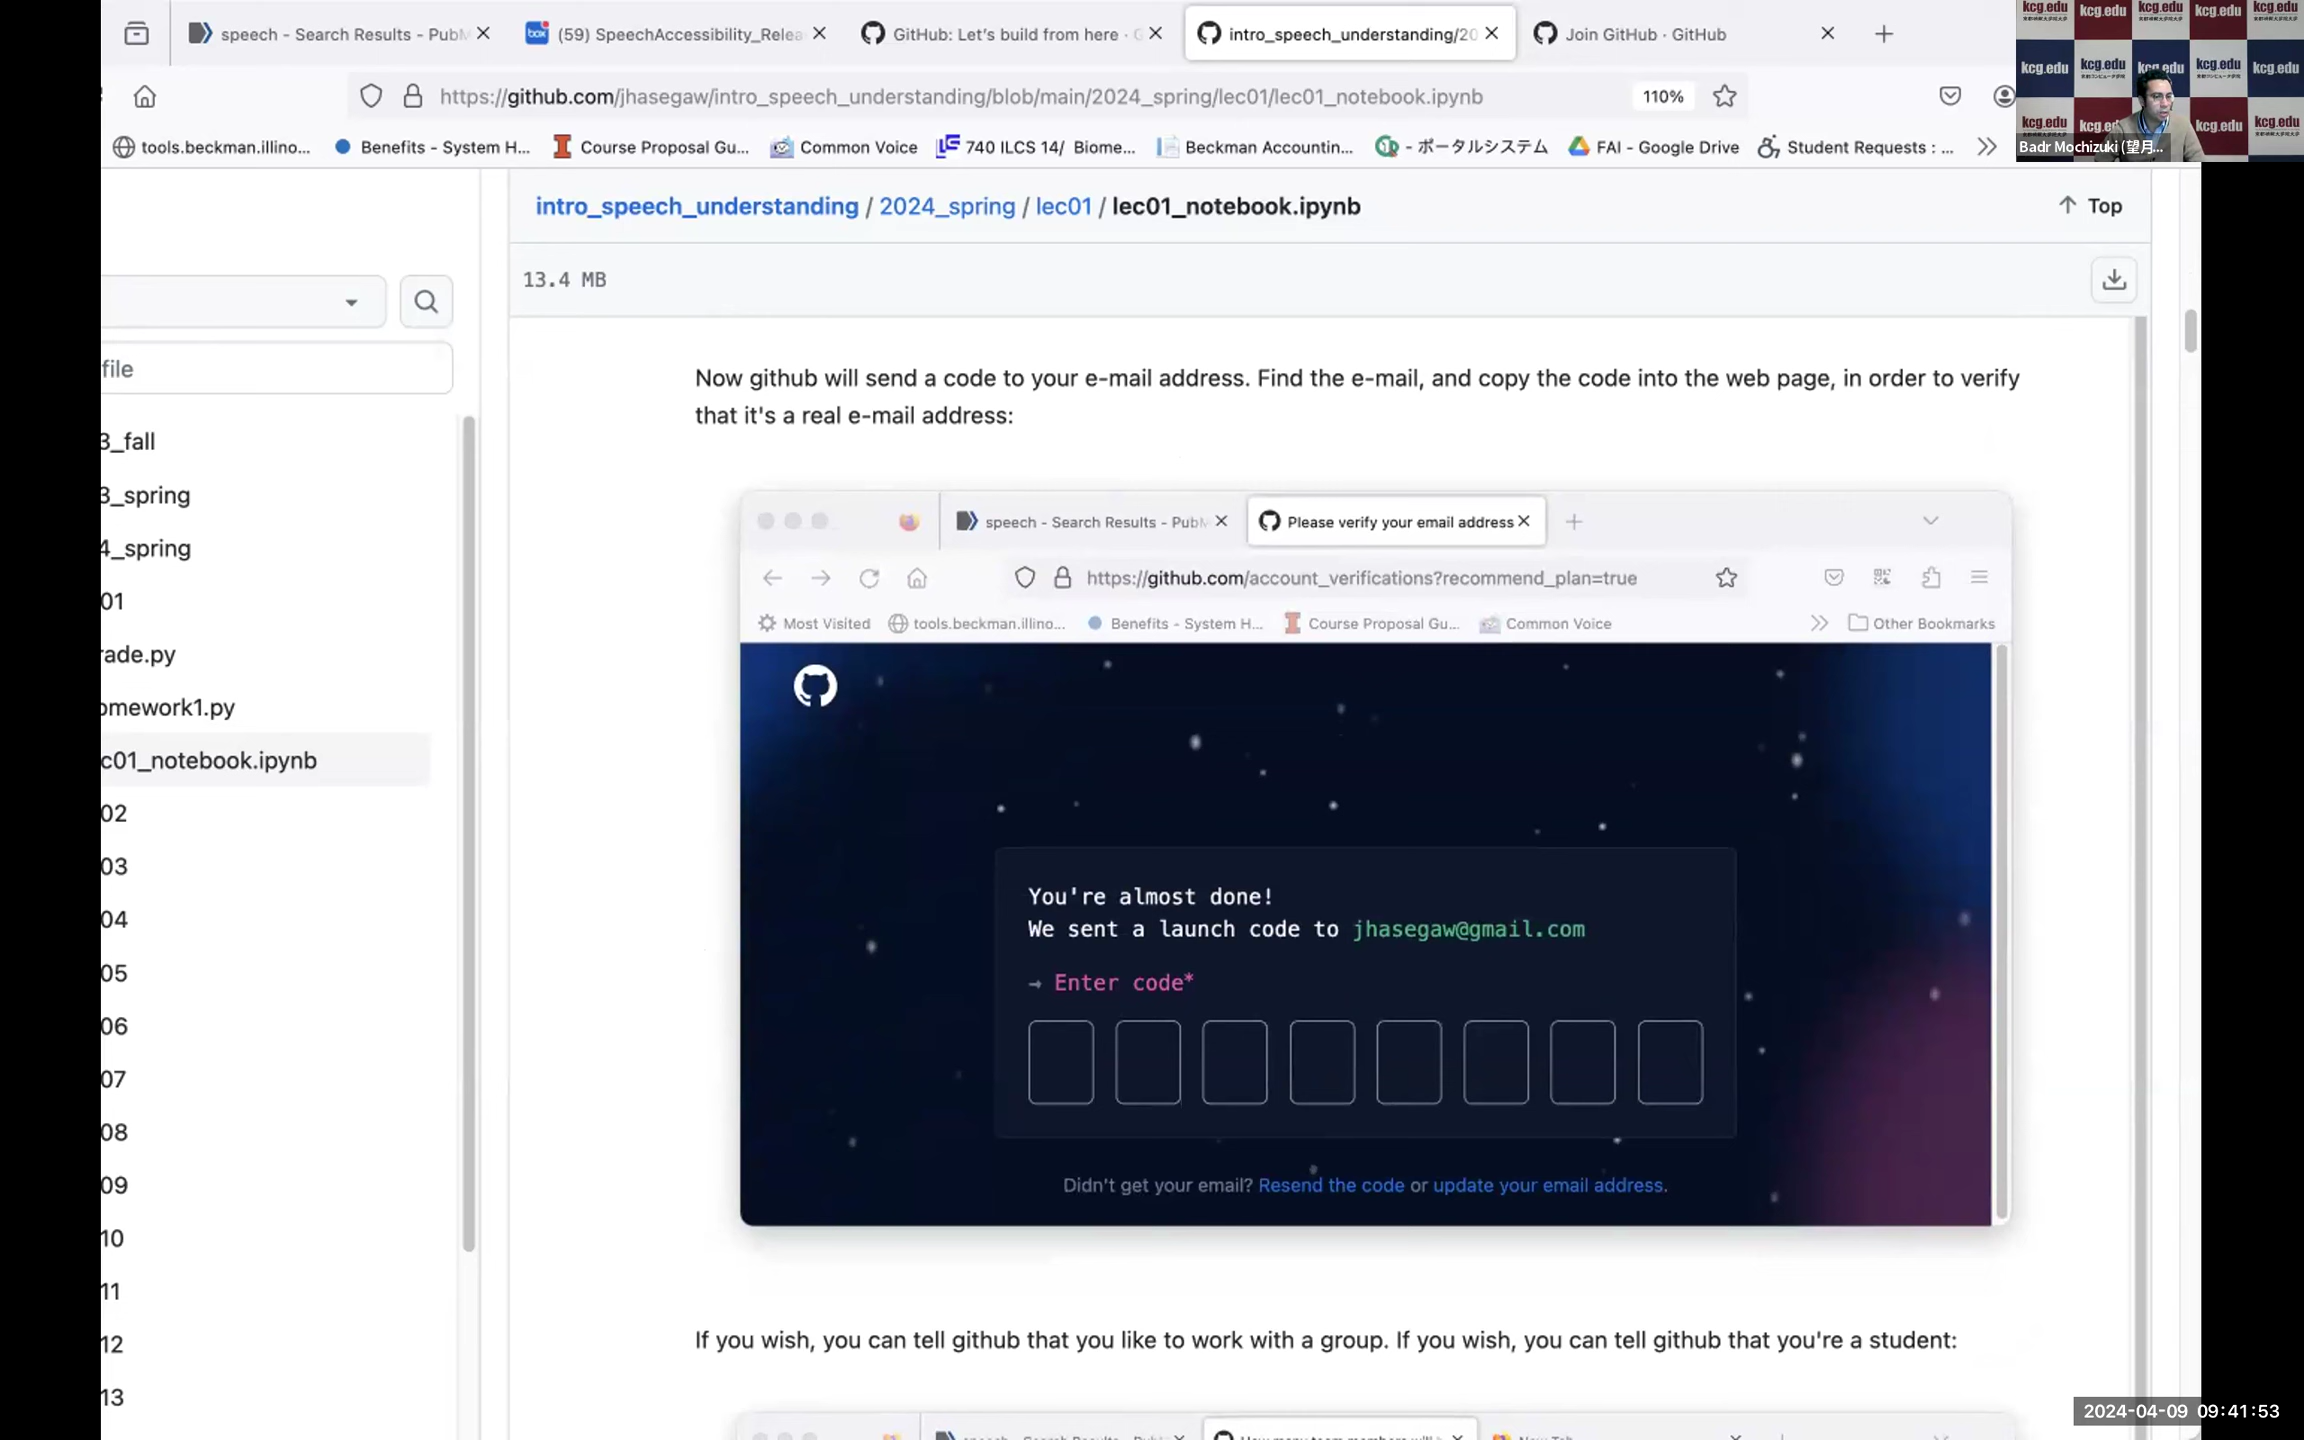 speech - Search Results - PubM
(59) SpeechAccessibility_Relea
GitHub: Let's build from here · G
intro_speech_understanding/20
Join GitHub · GitHub
https://github.com/jhasegaw/intro_speech_understanding/blob/main/2024_spring/lec01/lec01_notebook.ipynb
110%
tools.beckman.illino...
Benefits - System H...
Course Proposal Gu...
Common Voice
740 ILCS 14/ Biome...
Beckman Accountin...
- ポータルシステム
FAI - Google Drive
Student Requests : ...
kcg.edu
Badr Mochizuki (望月...
intro_speech_understanding / 2024_spring / lec01 / lec01_notebook.ipynb
Top
13.4 MB
file
3_fall
3_spring
4_spring
01
rade.py
omework1.py
c01_notebook.ipynb
02
03
04
05
06
07
08
09
10
11
12
13
Now github will send a code to your e-mail address. Find the e-mail, and copy the code into the web page, in order to verify
that it's a real e-mail address:
speech - Search Results - PubM
Please verify your email address
https://github.com/account_verifications?recommend_plan=true
Most Visited
tools.beckman.illino...
Benefits - System H...
Course Proposal Gu...
Common Voice
Other Bookmarks
You're almost done!
We sent a launch code to jhasegaw@gmail.com
→ Enter code*
Didn't get your email? Resend the code or update your email address.
If you wish, you can tell github that you like to work with a group. If you wish, you can tell github that you're a student:
2024-04-09 09:41:53